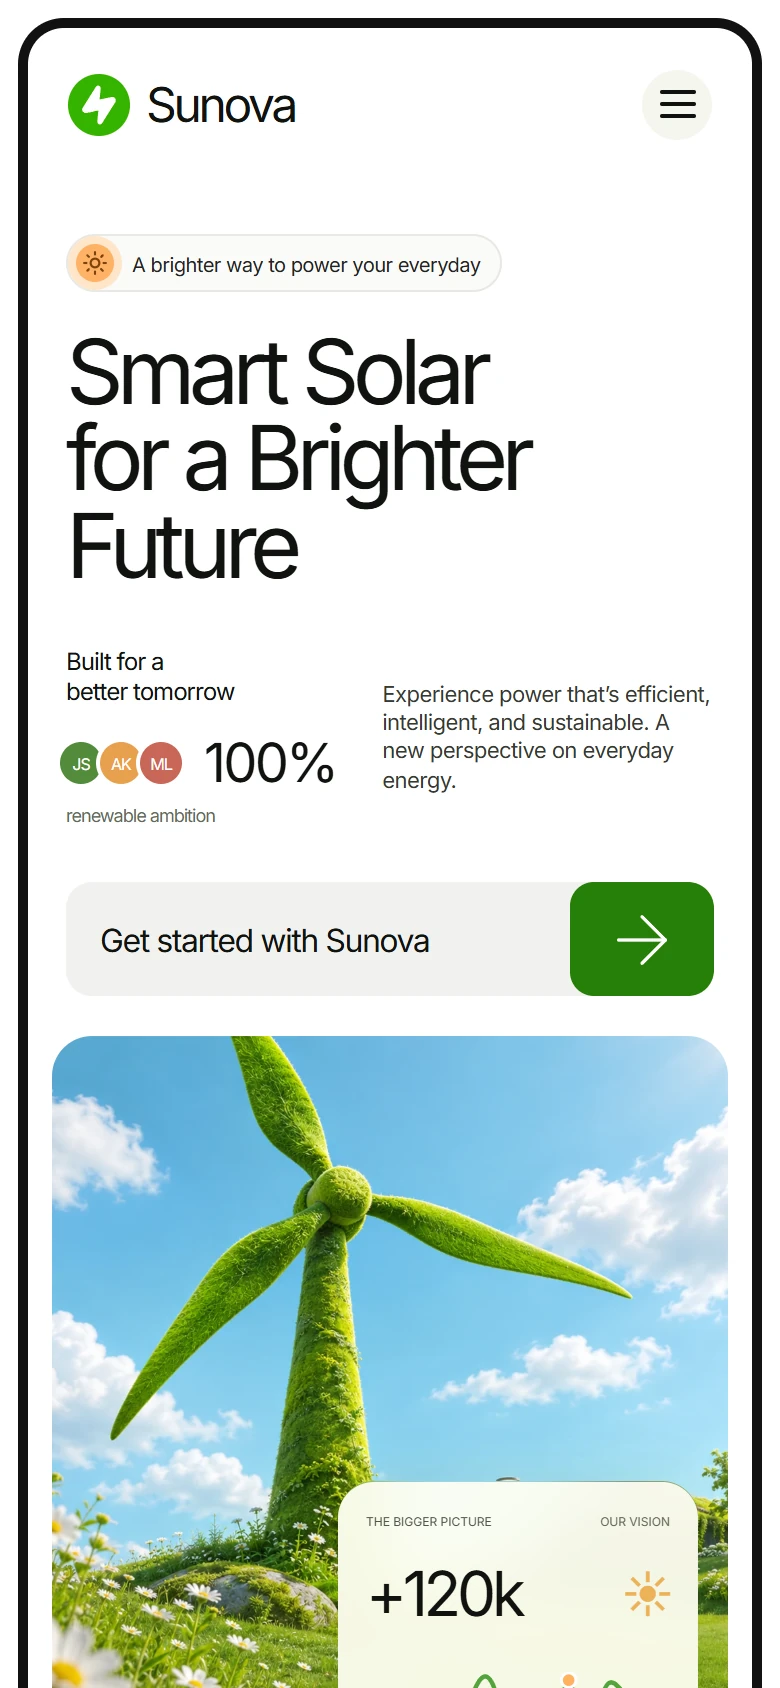 Sunova
A brighter way to power your everyday
Smart Solar
for a Brighter
Future
Built for a
better tomorrow
JS AK ML 100%
renewable ambition
Experience power that’s efficient,
intelligent, and sustainable. A
new perspective on everyday
energy.
Get started with Sunova
THE BIGGER PICTURE OUR VISION
+120k